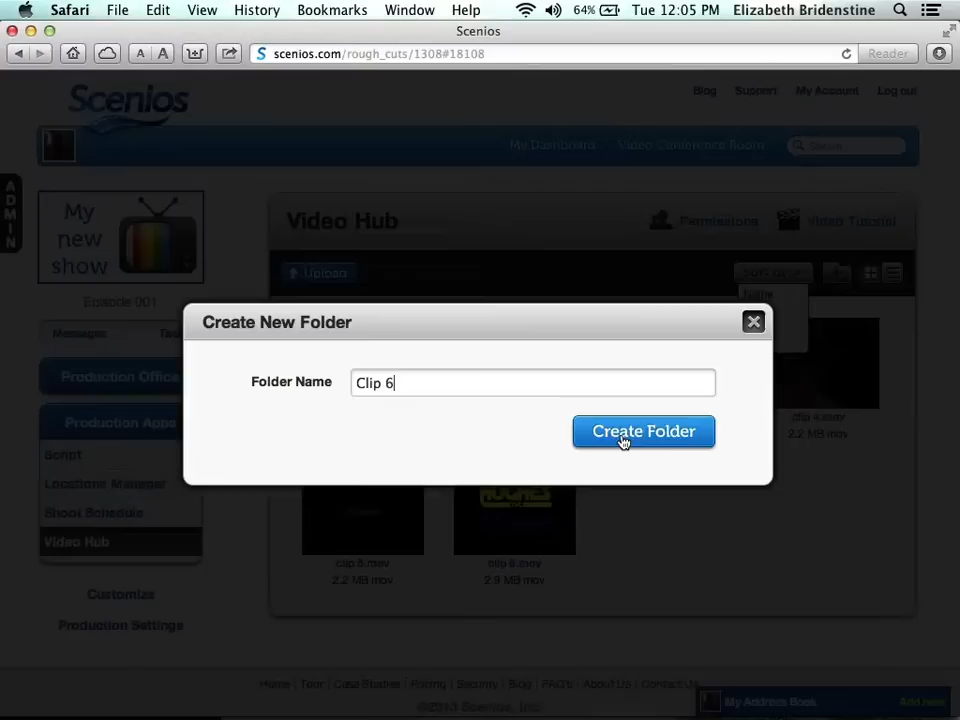 Safari File Edit View History Bookmarks Window Help 64% Tue 12:05 PM Elizabeth Bridenstine
Scenios
A A scenios.com/rough_cuts/1308#18108 Reader
Scenios
Blog Support My Account Log out
My Dashboard Video Conference Room Search
ADMIN
My new show
Episode 001
Messages
Production Office
Production Apps
Script
Locations Manager
Shoot Schedule
Video Hub
Customize
Production Settings
Video Hub Permissions Video Tutorial
Upload
name
clip 4.mov
2.2 MB mov
Create New Folder
Folder Name Clip 6
Create Folder
HUGHES
clip 5.mov clip 6.mov
2.2 MB mov 2.9 MB mov
Home | Tour | Case Studies | Pricing | Security | Blog | FAQ's | About Us | Contact Us
©2013 Scenios, Inc.
My Address Book Add new